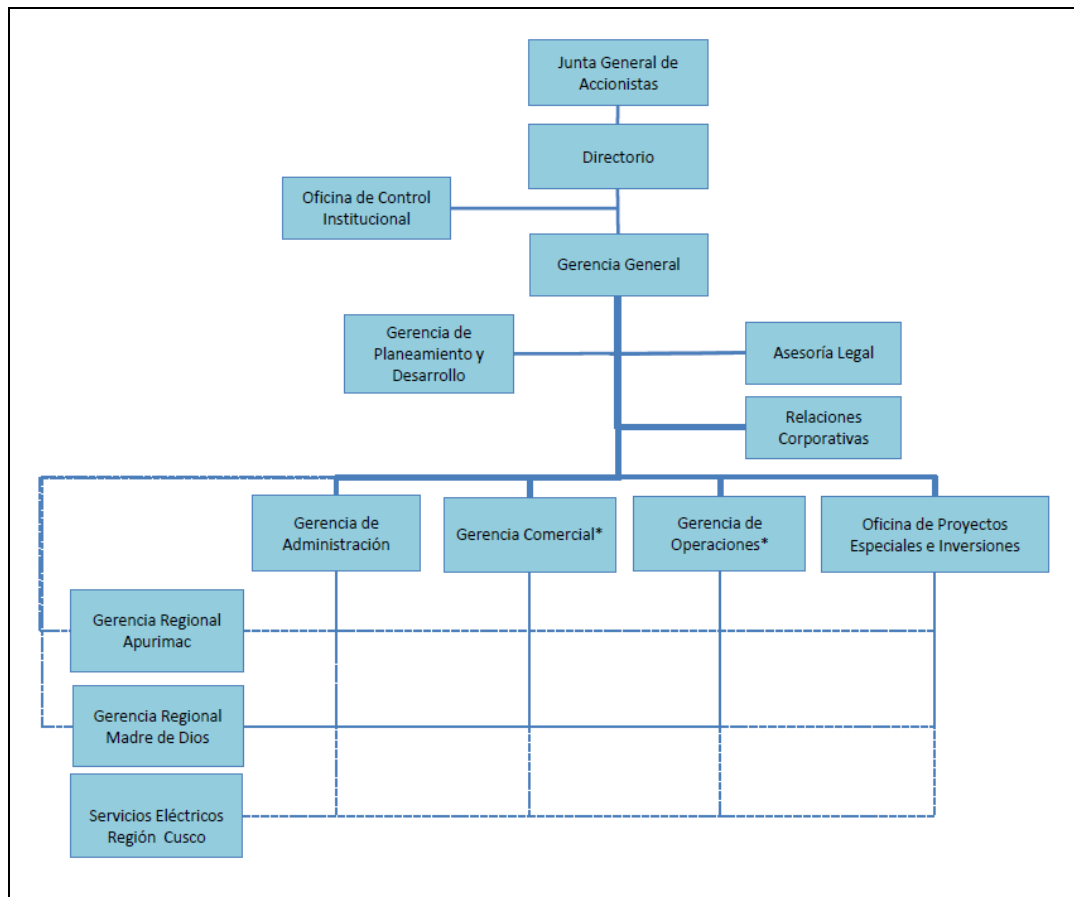 Junta General de
Accionistas
Directorio
Oficina de Control
Institucional
Gerencia General
Gerencia de
Planeamiento y
Desarrollo
Asesoría Legal
Relaciones
Corporativas
Gerencia de
Administración
Gerencia Comercial*
Gerencia de
Operaciones*
Oficina de Proyectos
Especiales e Inversiones
Gerencia Regional
Apurimac
Gerencia Regional
Madre de Dios
Servicios Eléctricos
Región Cusco